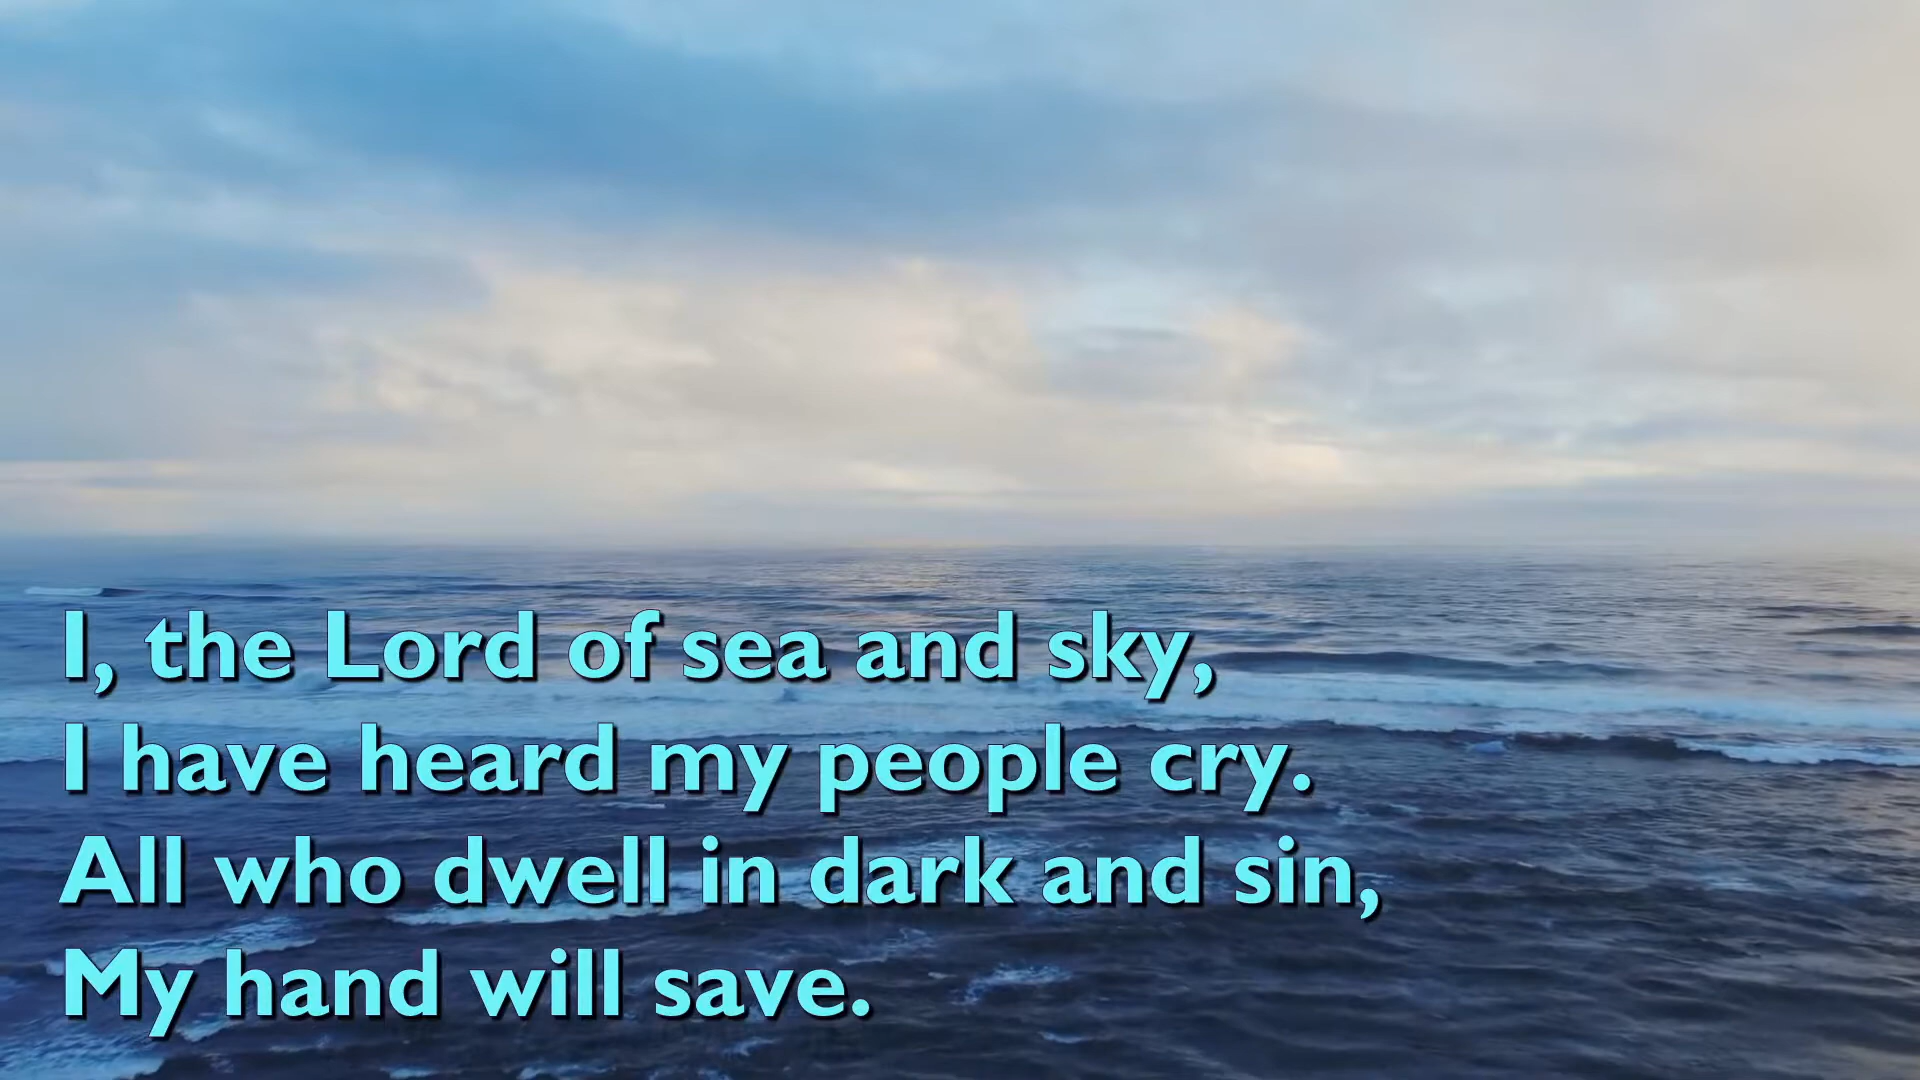 I, the Lord of sea and sky,
I have heard my people cry.
All who dwell in dark and sin,
My hand will save.